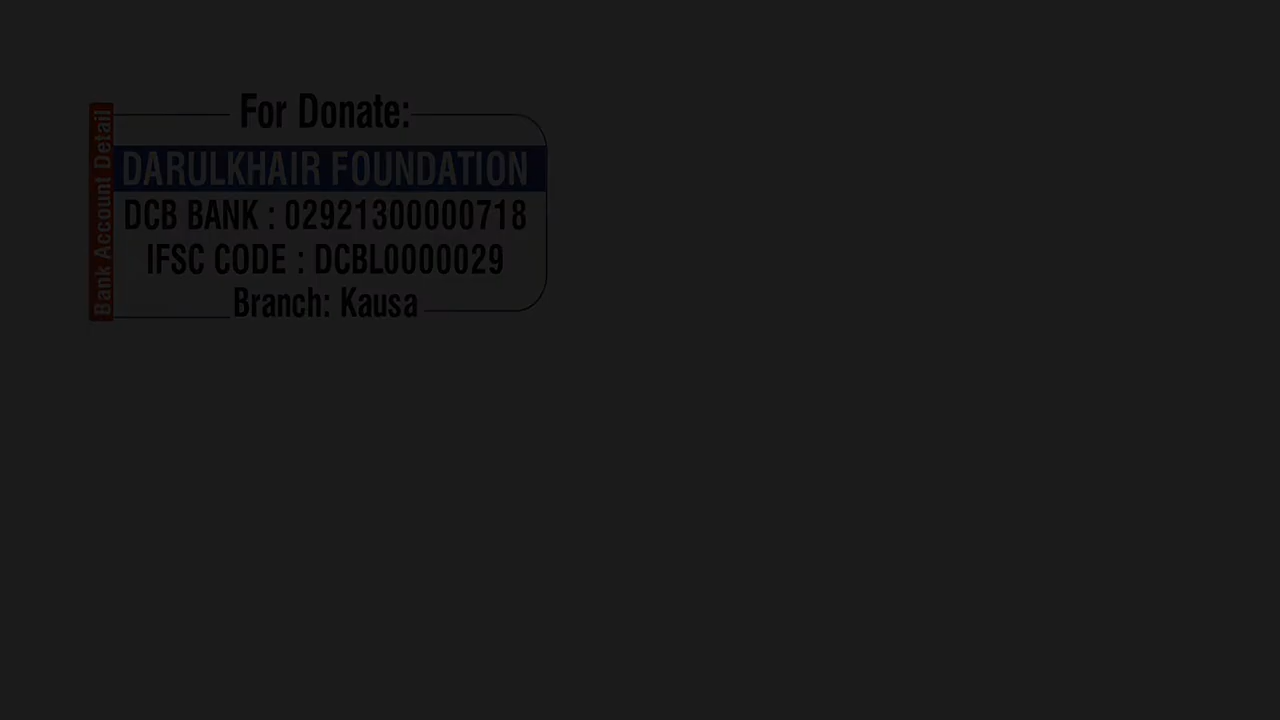 For Donate:
Bank Account Detail
DARULKHAIR FOUNDATION
DCB BANK : 02921300000718
IFSC CODE : DCBL0000029
Branch: Kausa